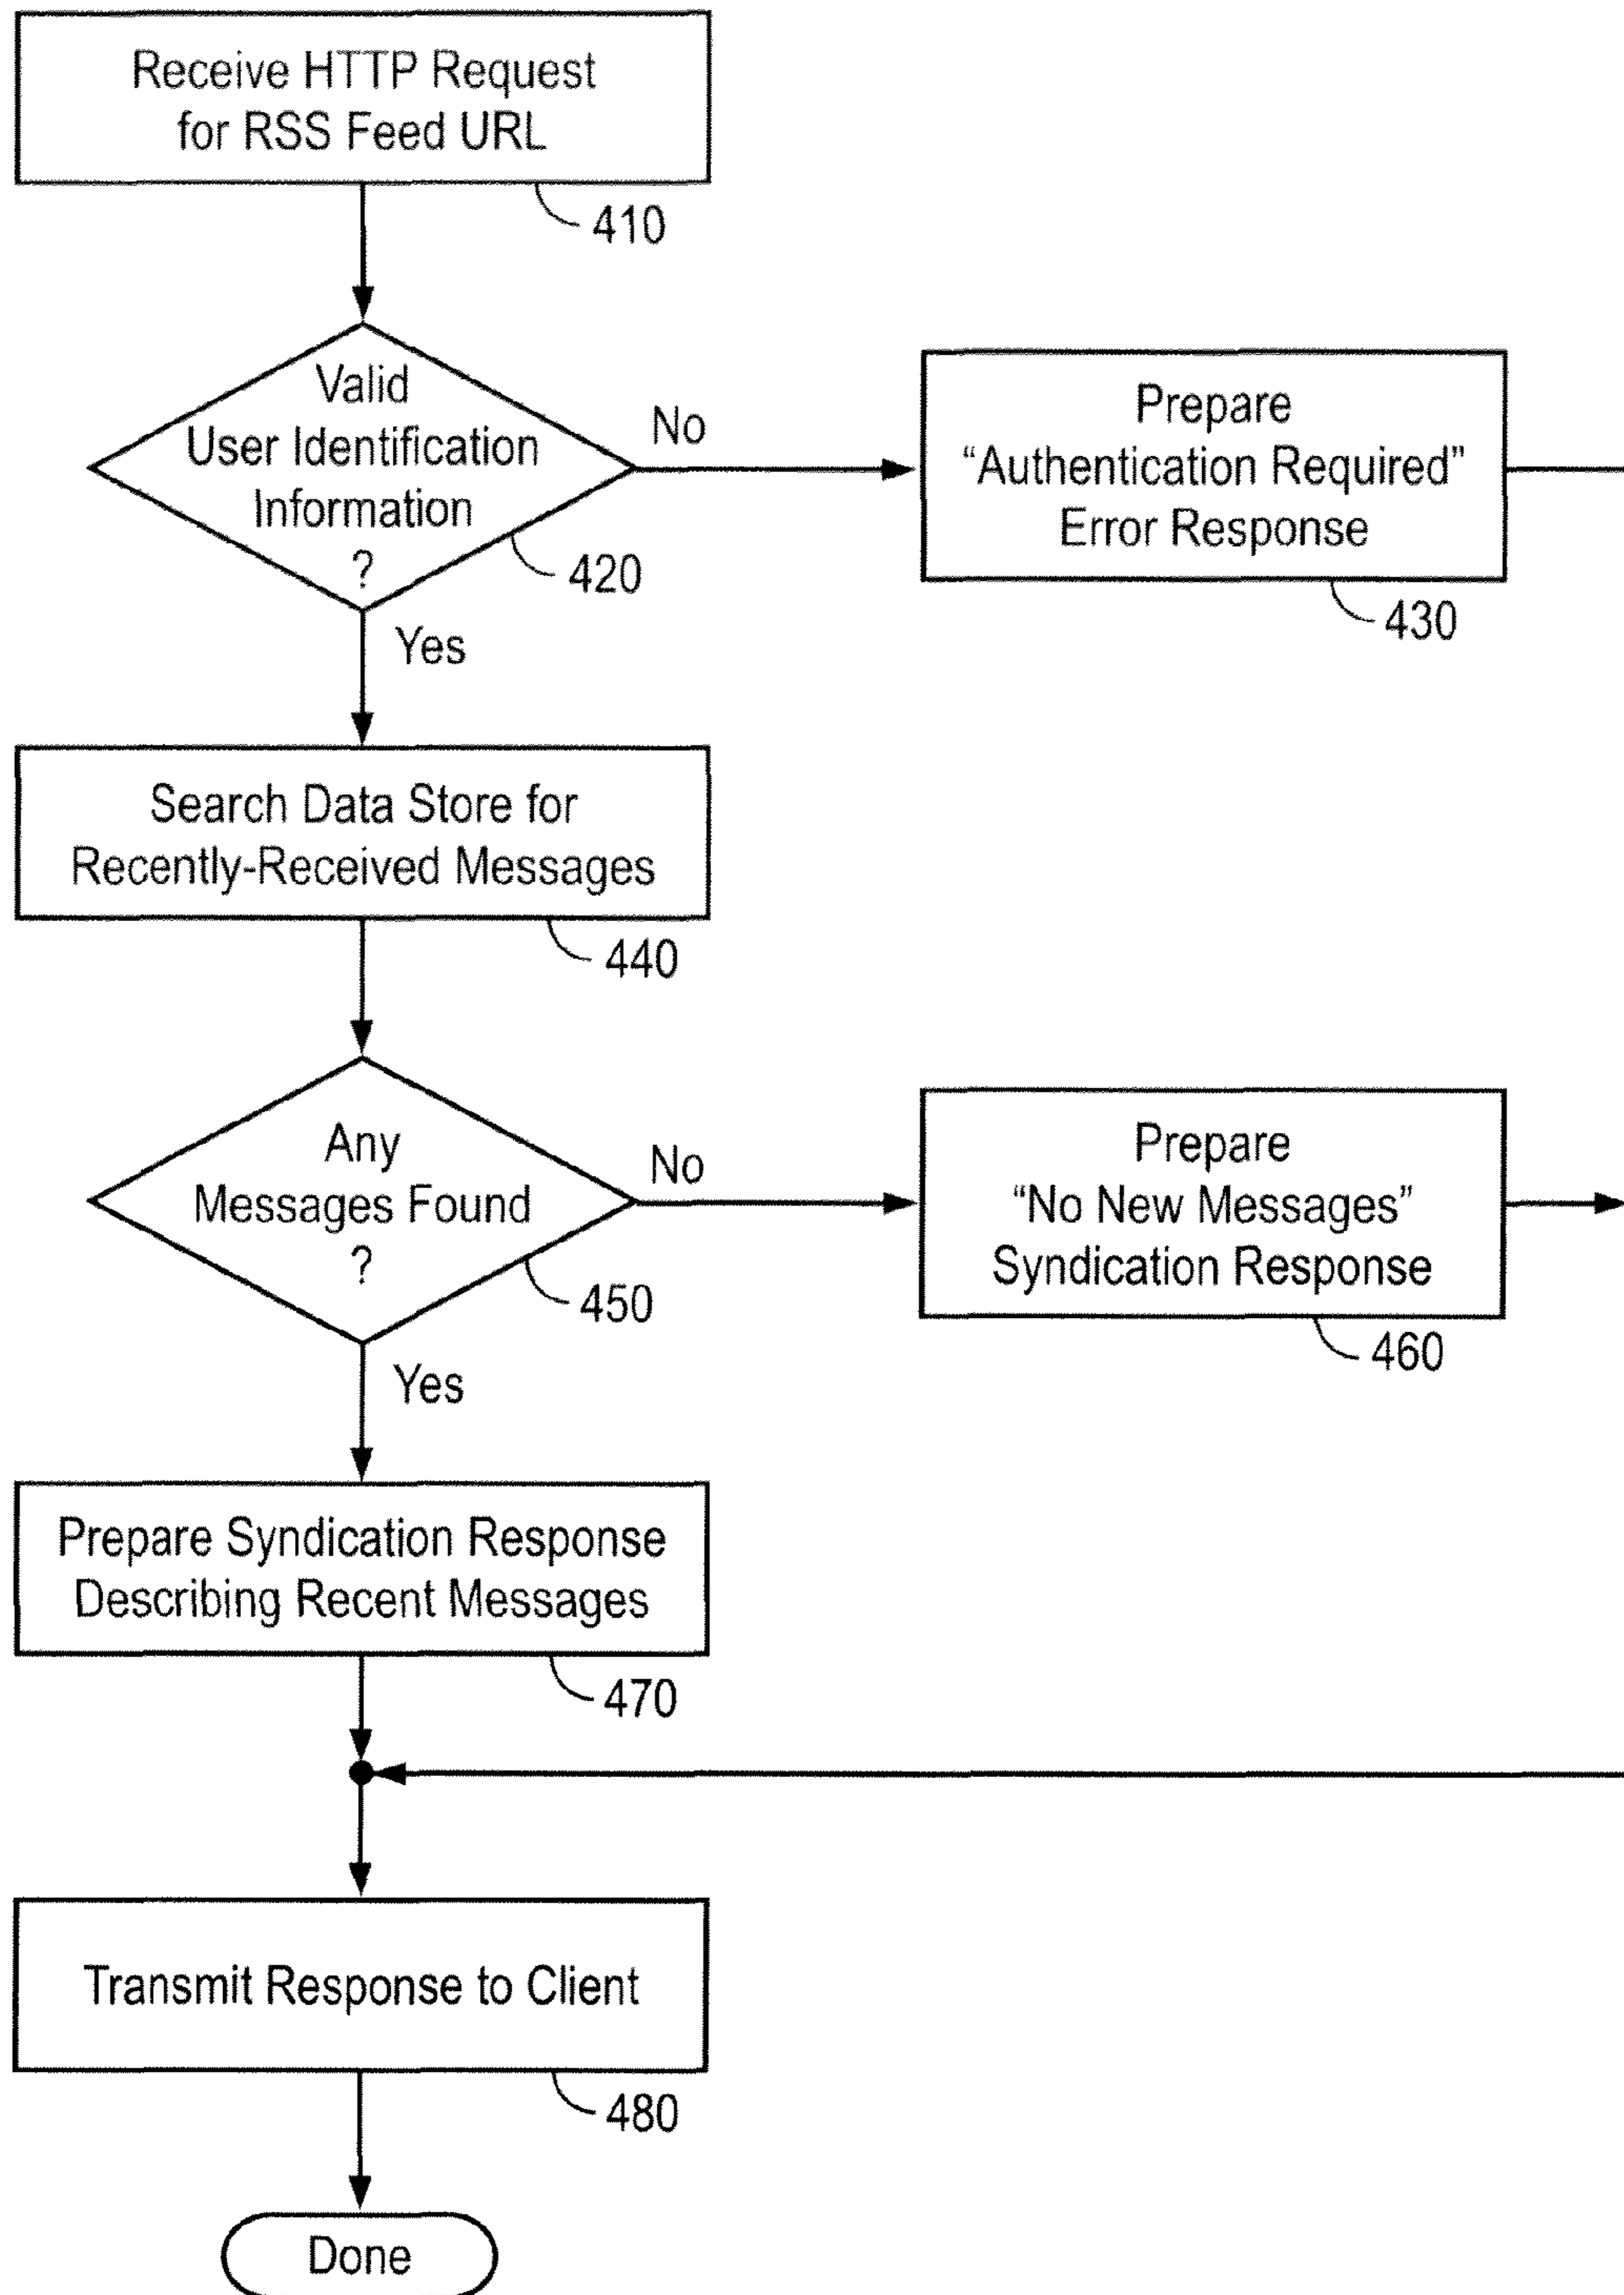 Receive HTTP Request
for RSS Feed URL
410
Valid
User Identification
Information
?
420
No
Prepare
“Authentication Required”
Error Response
430
Yes
Search Data Store for
Recently-Received Messages
440
Any
Messages Found
?
450
No
Prepare
“No New Messages”
Syndication Response
460
Yes
Prepare Syndication Response
Describing Recent Messages
470
Transmit Response to Client
480
Done